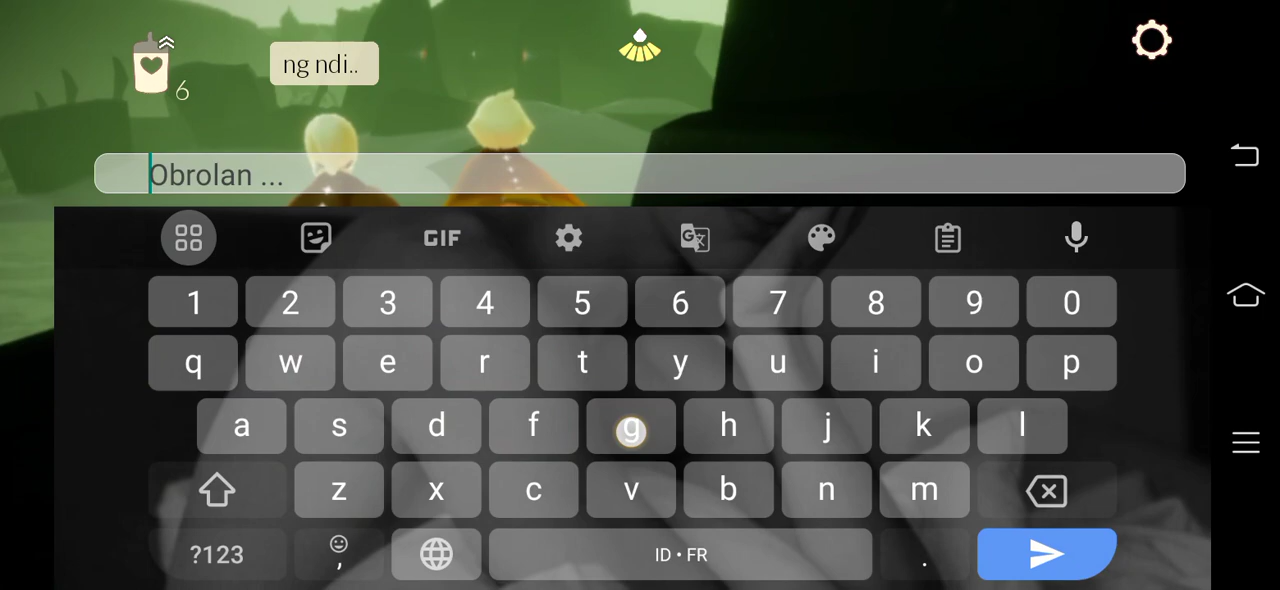 6
ng ndi..
Obrolan ...
GIF
1 2 3 4 5 6 7 8 9 0
q w e r t y u i o p
a s d f g h j k l
z x c v b n m
?123 , ID • FR .